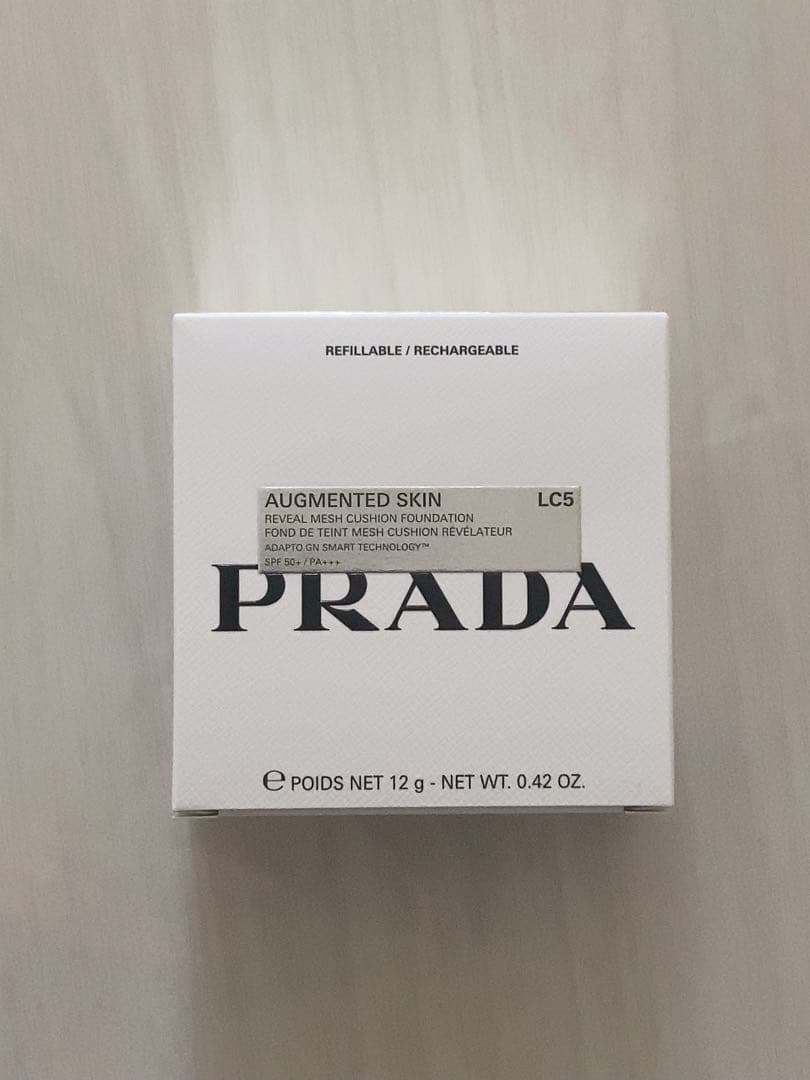 REFILLABLE / RECHARGEABLE
AUGMENTED SKIN LC5
REVEAL MESH CUSHION FOUNDATION
FOND DE TEINT MESH CUSHION RÉVÉLATEUR
ADAPTO.GN SMART TECHNOLOGY™
SPF 50+ / PA+++
PRADA
℮ POIDS NET 12 g - NET WT. 0.42 OZ.